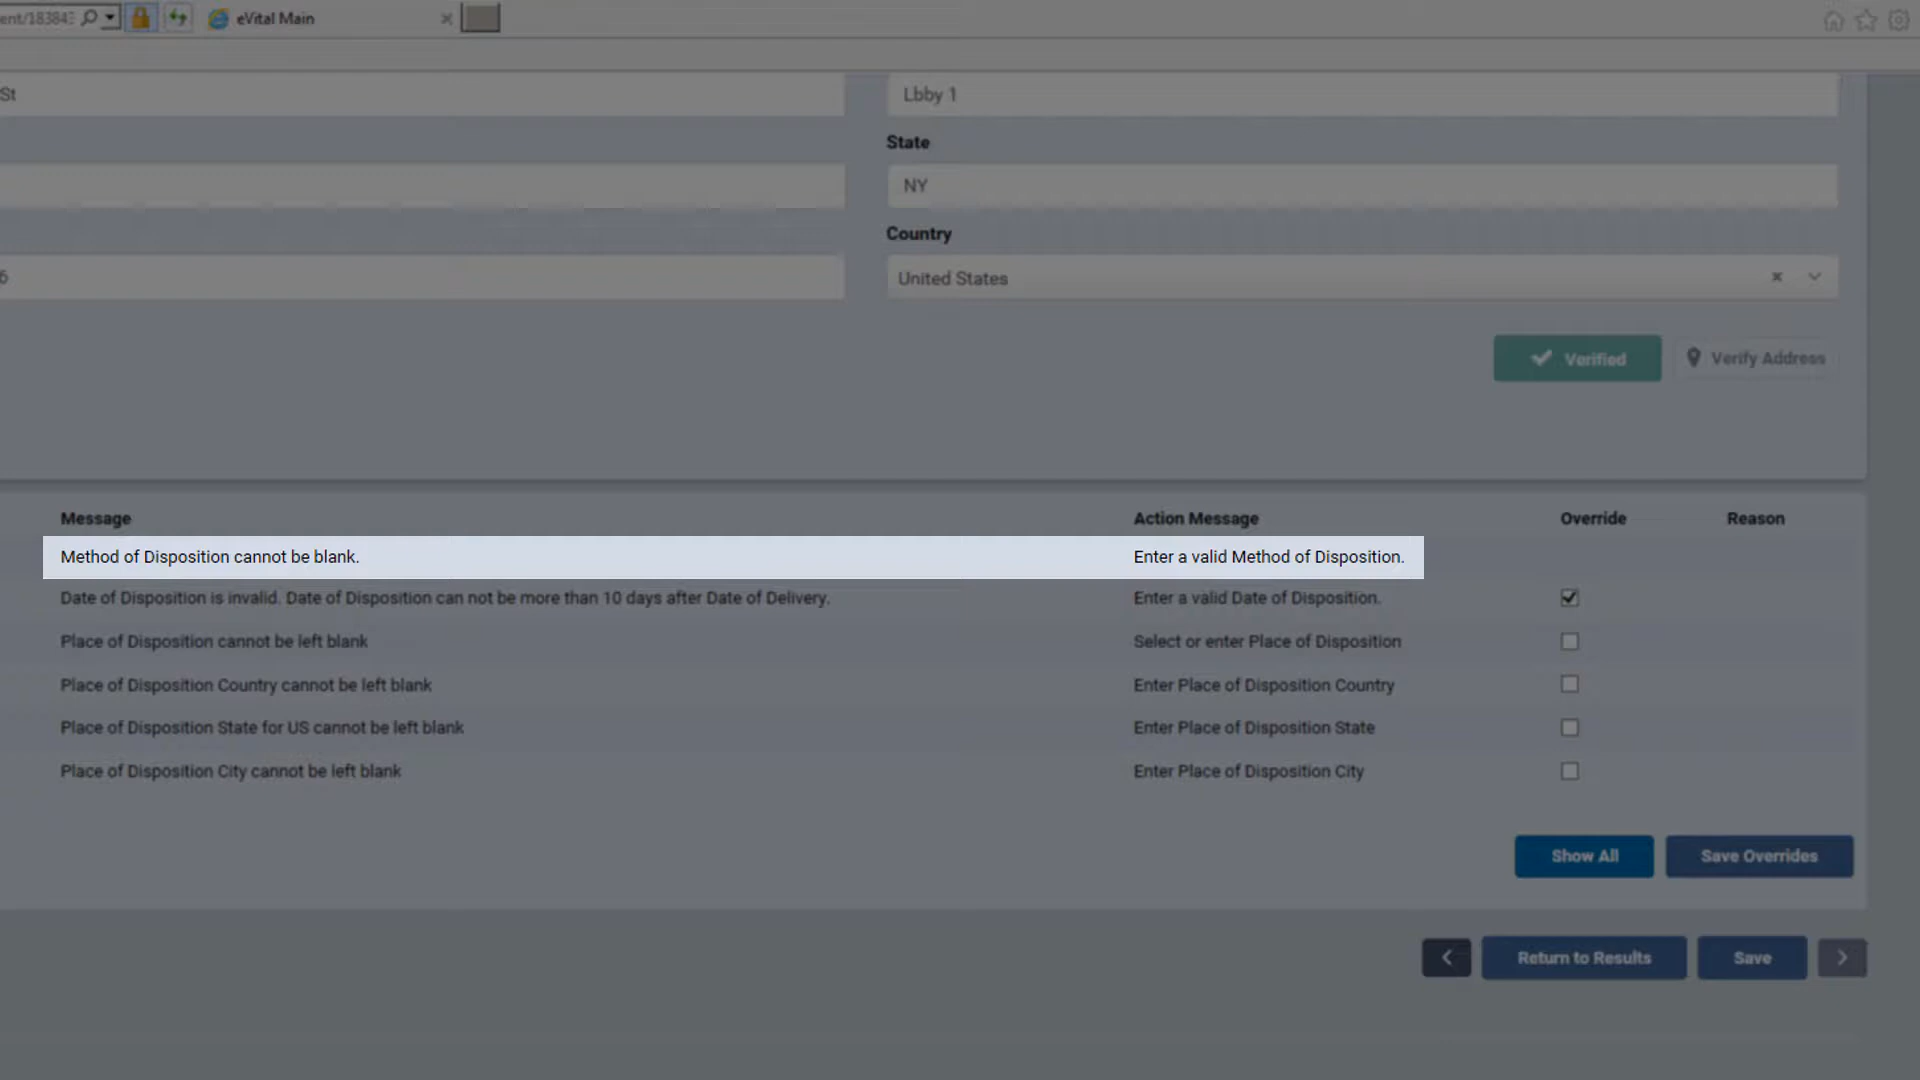 ent/183843
eVital Main
St
Lbby 1
State
NY
Country
6
United States
Verified
Verify Address
Message Action Message Override Reason
Method of Disposition cannot be blank. Enter a valid Method of Disposition.
Date of Disposition is invalid. Date of Disposition can not be more than 10 days after Date of Delivery. Enter a valid Date of Disposition.
Place of Disposition cannot be left blank Select or enter Place of Disposition
Place of Disposition Country cannot be left blank Enter Place of Disposition Country
Place of Disposition State for US cannot be left blank Enter Place of Disposition State
Place of Disposition City cannot be left blank Enter Place of Disposition City
Show All Save Overrides
Return to Results Save